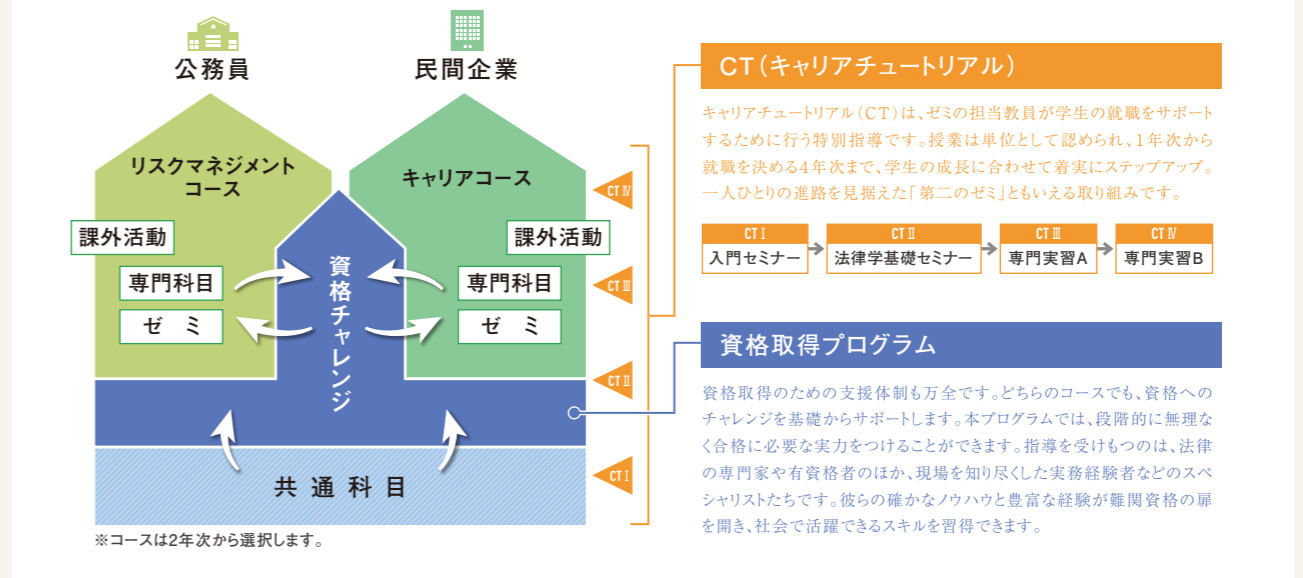 公務員
民間企業
リスクマネジメント
コース
キャリアコース
課外活動
課外活動
専門科目
専門科目
ゼミ
ゼミ
資格チャレンジ
共通科目
CT Ⅳ
CT Ⅲ
CT Ⅱ
CT Ⅰ
※コースは2年次から選択します。
CT(キャリアチュートリアル)
キャリアチュートリアル(CT)は、ゼミの担当教員が学生の就職をサポート
するために行う特別指導です。授業は単位として認められ、1年次から
就職を決める4年次まで、学生の成長に合わせて着実にステップアップ。
一人ひとりの進路を見据えた「第二のゼミ」ともいえる取り組みです。
CT Ⅰ
入門セミナー
CT Ⅱ
法律学基礎セミナー
CT Ⅲ
専門実習A
CT Ⅳ
専門実習B
資格取得プログラム
資格取得のための支援体制も万全です。どちらのコースでも、資格への
チャレンジを基礎からサポートします。本プログラムでは、段階的に無理な
く合格に必要な実力をつけることができます。指導を受けもつのは、法律
の専門家や有資格者のほか、現場を知り尽くした実務経験者などのスペ
シャリストたちです。彼らの確かなノウハウと豊富な経験が難関資格の扉
を開き、社会で活躍できるスキルを習得できます。